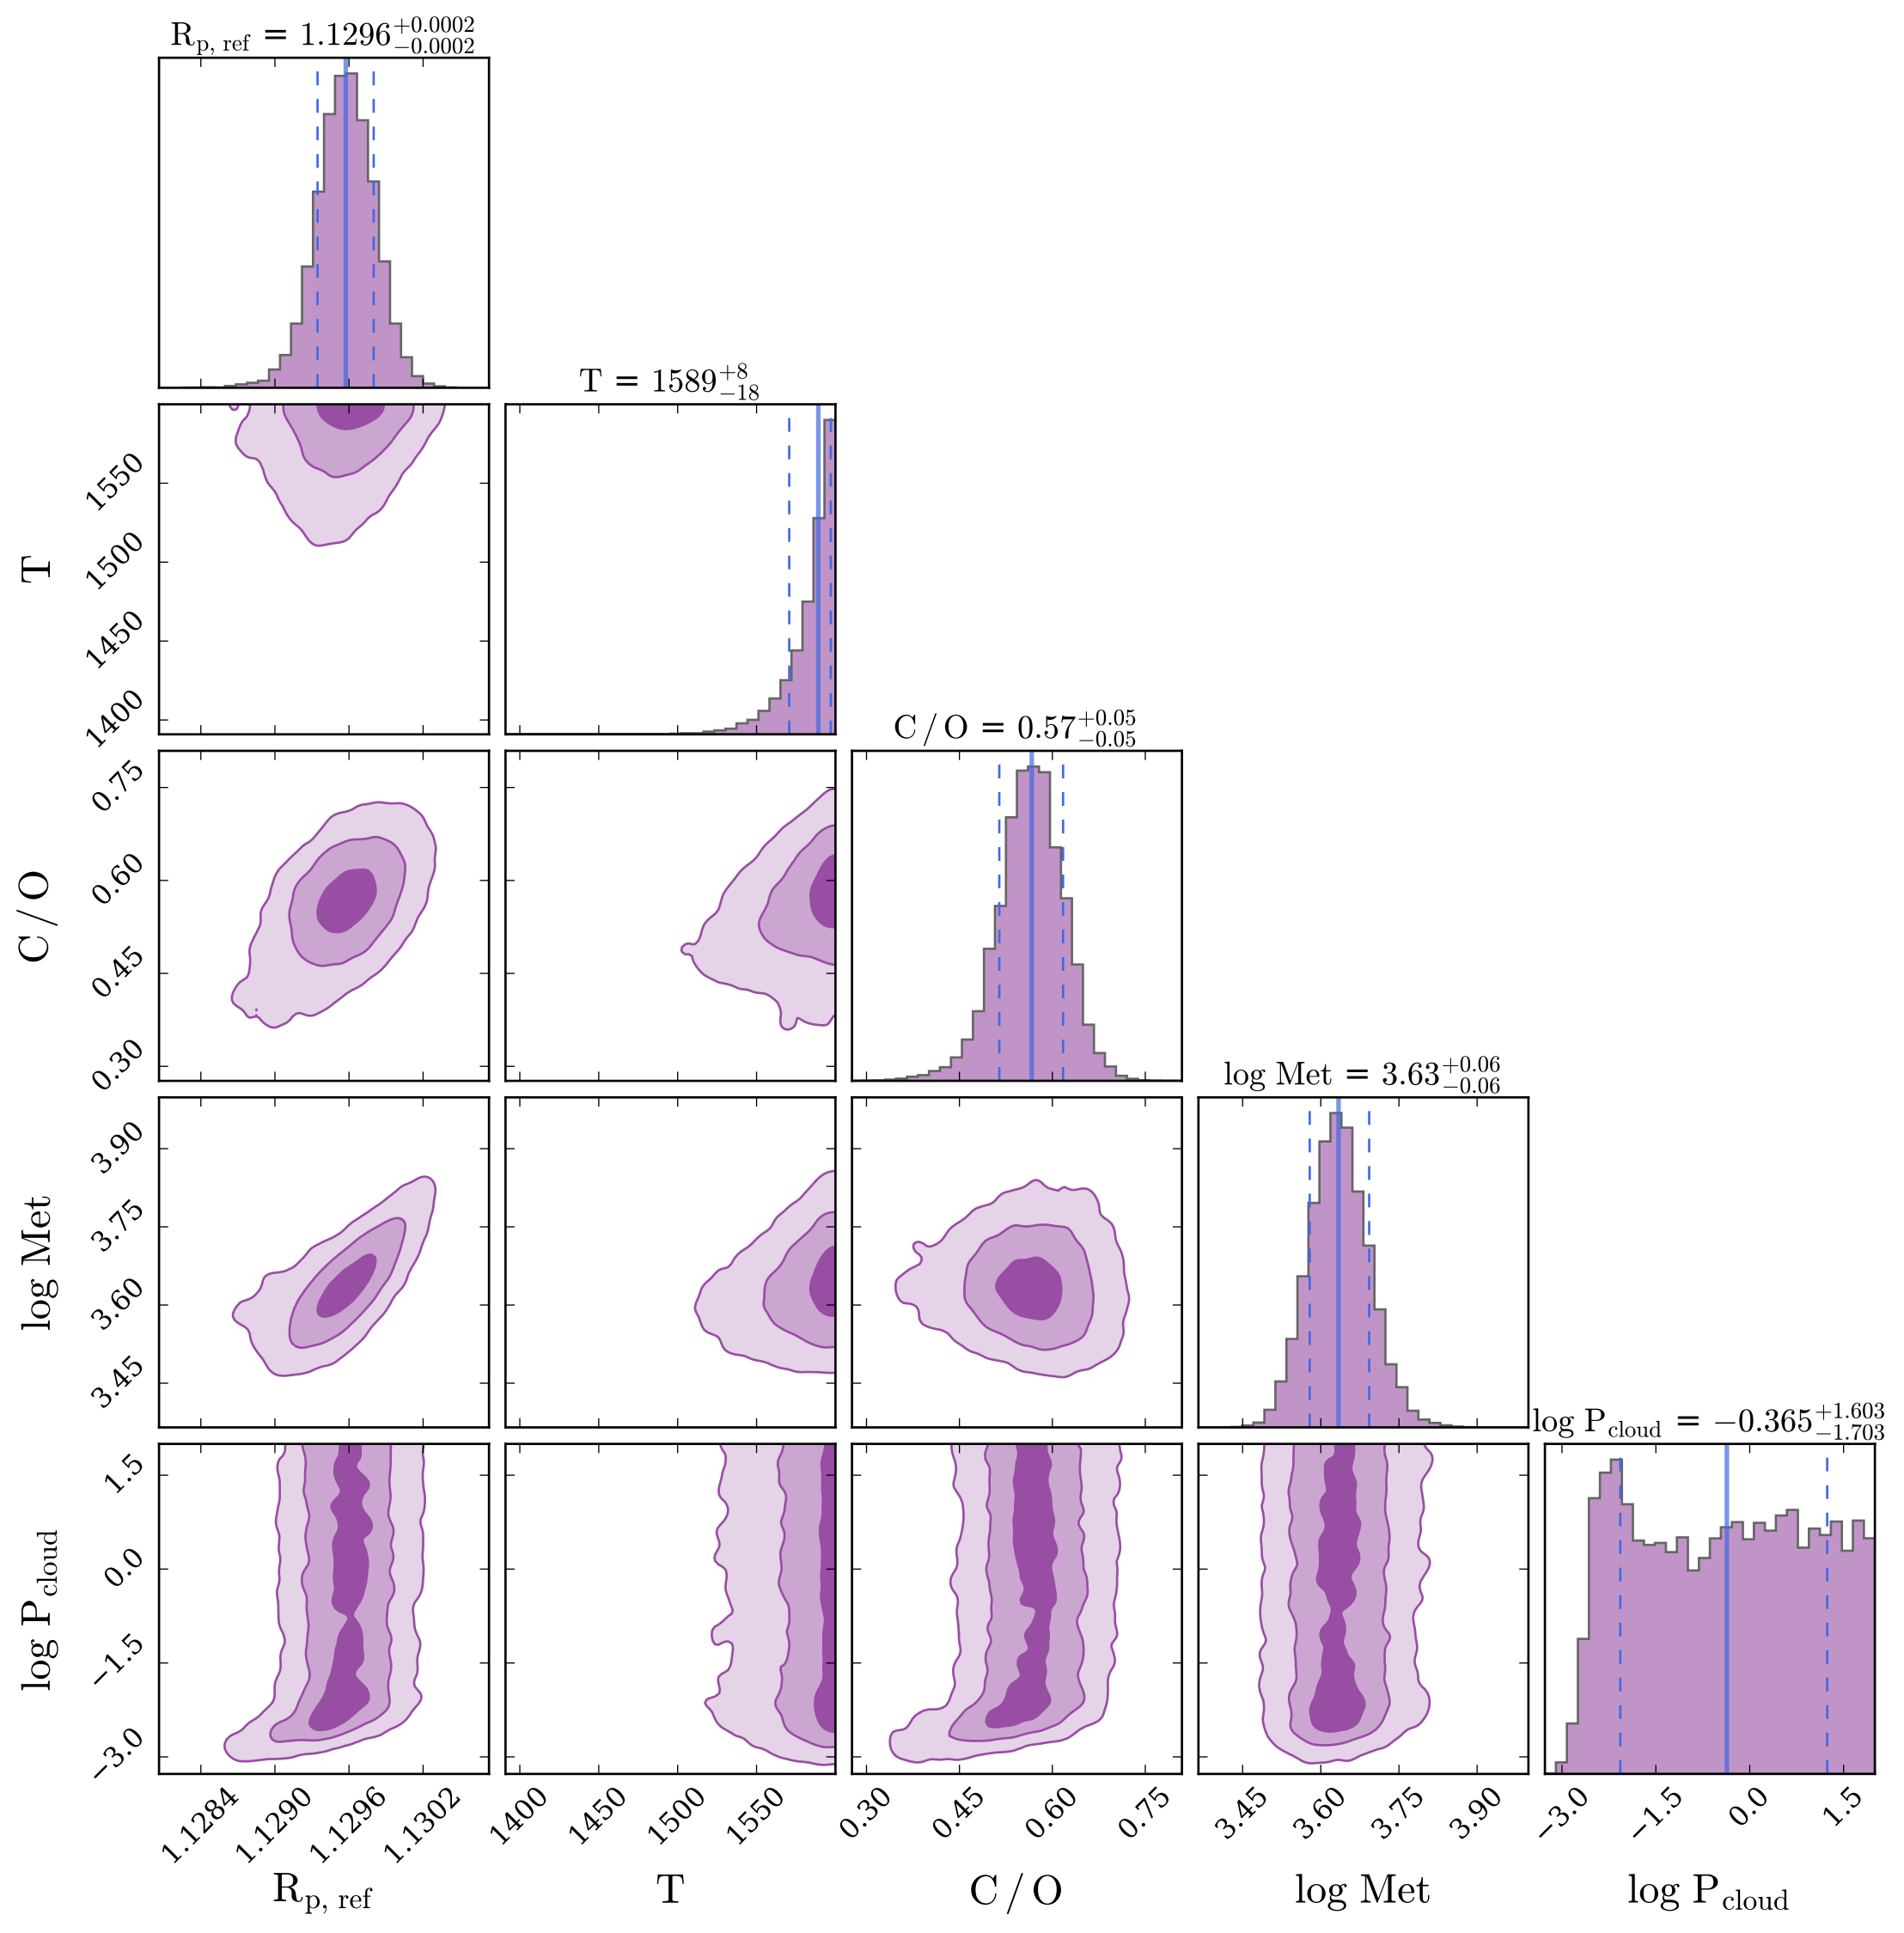 R_p, ref = 1.1296 +0.0002 −0.0002
T = 1589 +8 −18
1550
1500
1450
1400
T
C / O = 0.57 +0.05 −0.05
0.75
0.60
0.45
0.30
C / O
log Met = 3.63 +0.06 −0.06
3.90
3.75
3.60
3.45
log Met
log P_cloud = −0.365 +1.603 −1.703
1.5
0.0
−1.5
−3.0
log P_cloud
1.1284 1.1290 1.1296 1.1302 1400 1450 1500 1550 0.30 0.45 0.60 0.75 3.45 3.60 3.75 3.90 −3.0 −1.5 0.0 1.5
R_p, ref T C / O log Met log P_cloud